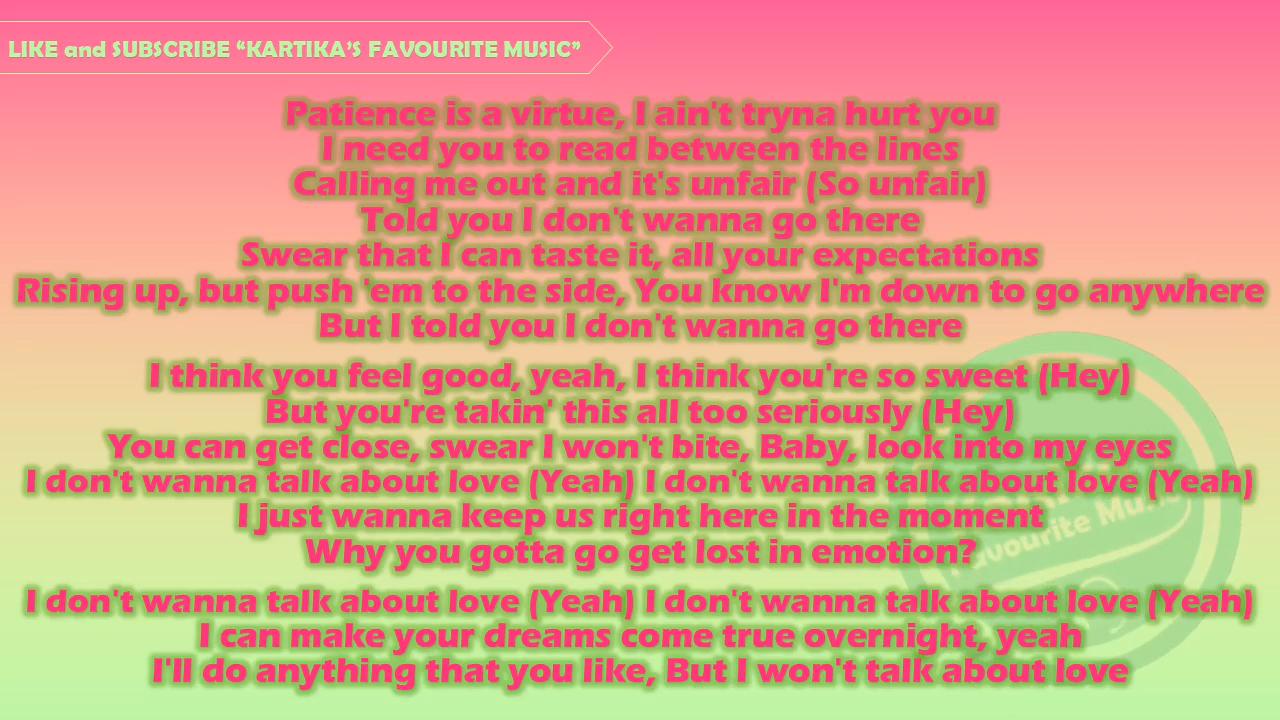 LIKE and SUBSCRIBE “KARTIKA’S FAVOURITE MUSIC”
Patience is a virtue, I ain't tryna hurt you
I need you to read between the lines
Calling me out and it's unfair (So unfair)
Told you I don't wanna go there
Swear that I can taste it, all your expectations
Rising up, but push 'em to the side, You know I'm down to go anywhere
But I told you I don't wanna go there
I think you feel good, yeah, I think you're so sweet (Hey)
But you're takin' this all too seriously (Hey)
You can get close, swear I won't bite, Baby, look into my eyes
I don't wanna talk about love (Yeah) I don't wanna talk about love (Yeah)
I just wanna keep us right here in the moment
Why you gotta go get lost in emotion?
I don't wanna talk about love (Yeah) I don't wanna talk about love (Yeah)
I can make your dreams come true overnight, yeah
I'll do anything that you like, But I won't talk about love